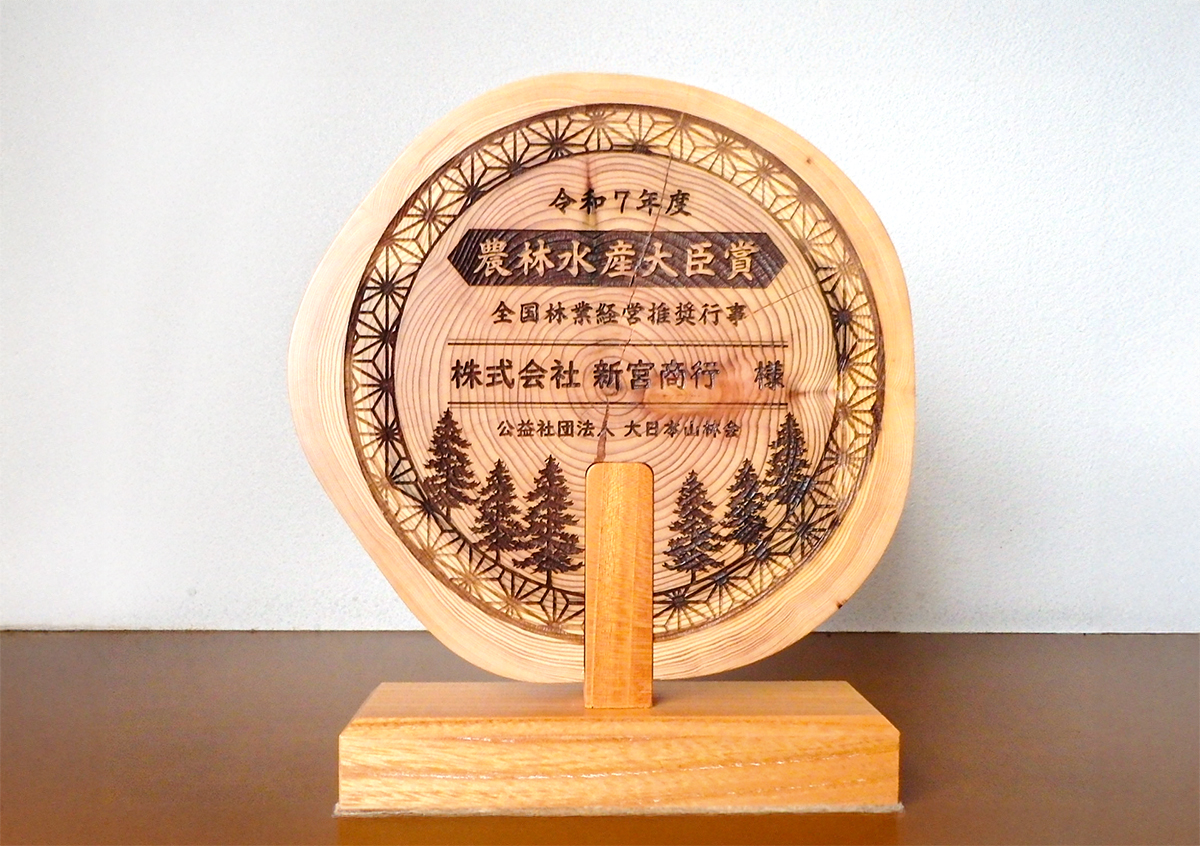 令和7年度
農林水産大臣賞
全国林業経営推奨行事
株式会社 新宮商行 様
公益社団法人 大日本山林会